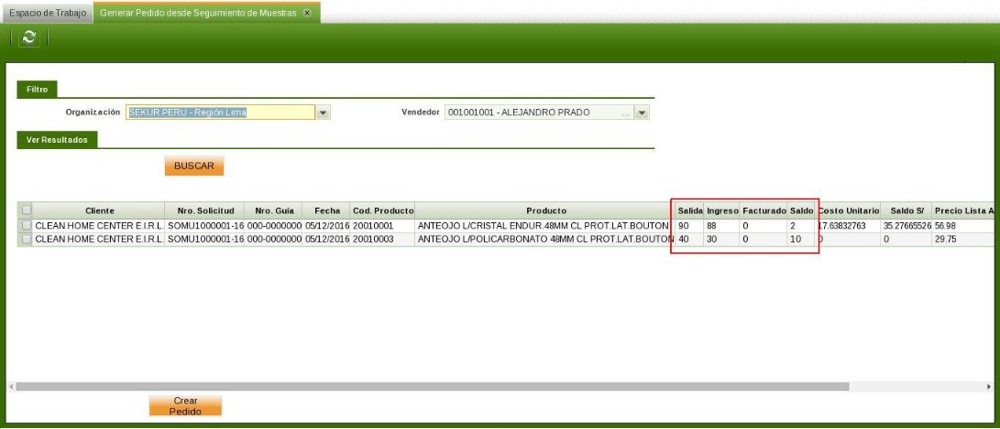 Espacio de Trabajo Generar Pedido desde Seguimiento de Muestras x
Filtro
Organización SEKUR PERU - Región Lima Vendedor 001001001 - ALEJANDRO PRADO ...
Ver Resultados
BUSCAR
Cliente Nro. Solicitud Nro. Guia Fecha Cod. Producto Producto Salida Ingreso Facturado Saldo Costo Unitario Saldo S/ Precio Lista A
CLEAN HOME CENTER E.I.R.L. SOMU1000001-16 000-0000000 05/12/2016 20010001 ANTEOJO L/CRISTAL ENDUR.48MM CL PROT.LAT.BOUTON 90 88 0 2 17.63832763 35.27665526 56.98
CLEAN HOME CENTER E.I.R.L. SOMU1000001-16 000-0000000 05/12/2016 20010003 ANTEOJO L/POLICARBONATO 48MM CL PROT.LAT.BOUTON 40 30 0 10 0 0 29.75
Crear
Pedido